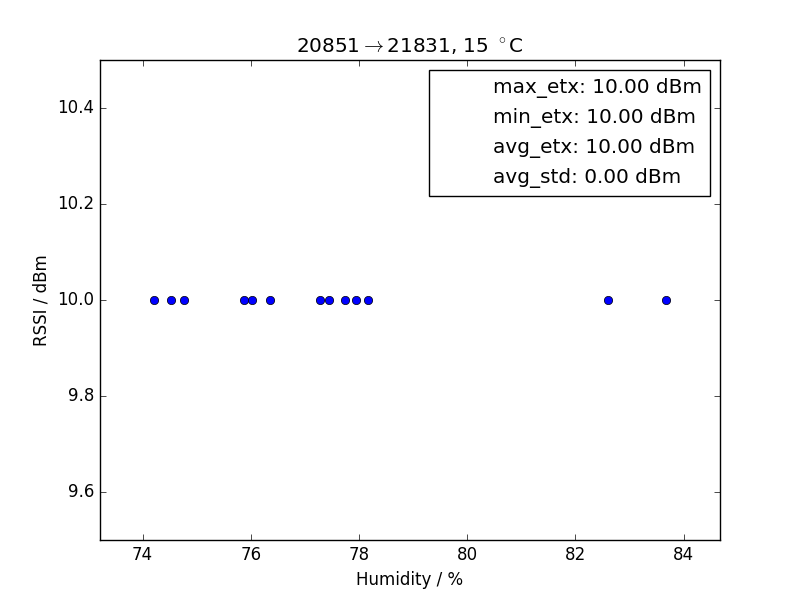 20851→21831, 15 °C
max_etx: 10.00 dBm
min_etx: 10.00 dBm
avg_etx: 10.00 dBm
avg_std: 0.00 dBm
10.4
10.2
10.0
9.8
9.6
RSSI / dBm
74 76 78 80 82 84
Humidity / %